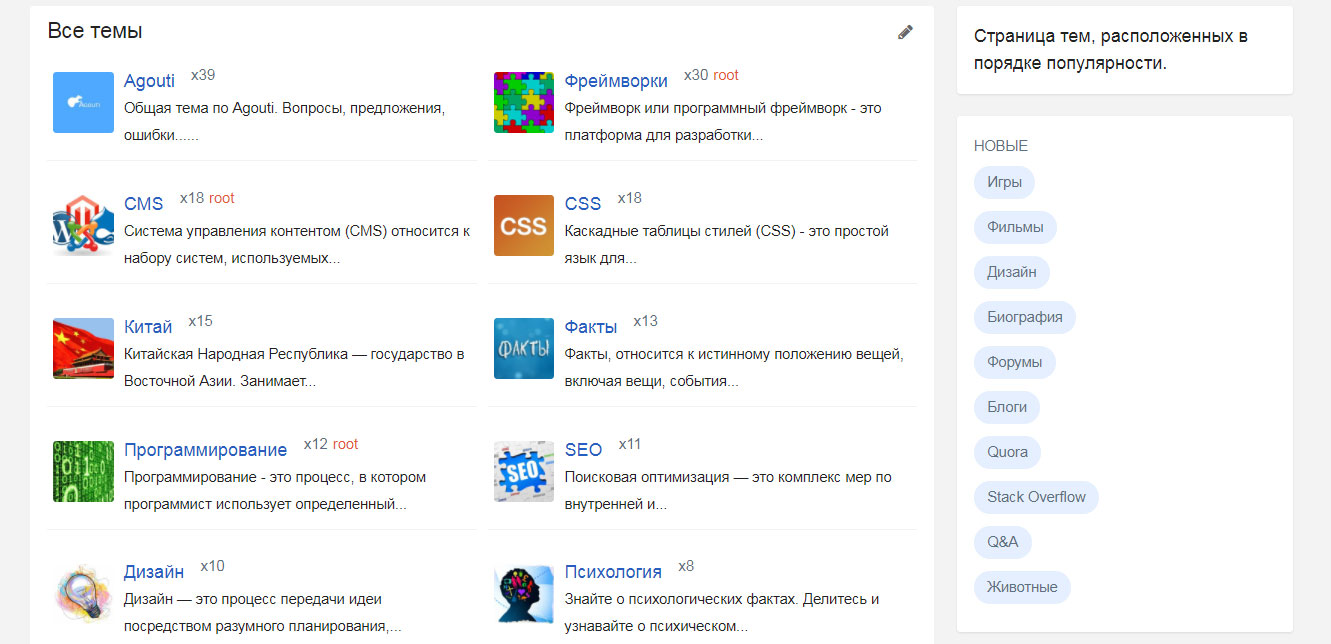 Все темы
Agouti x39
Agouti
Общая тема по Agouti. Вопросы, предложения,
ошибки......
Фреймворки x30 root
Фреймворк или программный фреймворк - это
платформа для разработки...
CMS x18 root
Система управления контентом (CMS) относится к
набору систем, используемых...
CSS x18
CSS
Каскадные таблицы стилей (CSS) - это простой
язык для...
Китай x15
Китайская Народная Республика — государство в
Восточной Азии. Занимает...
Факты x13
ФАКТЫ
Факты, относится к истинному положению вещей,
включая вещи, события...
Программирование x12 root
Программирование - это процесс, в котором
программист использует определенный...
SEO x11
SEO
Поисковая оптимизация — это комплекс мер по
внутренней и...
Дизайн x10
Дизайн — это процесс передачи идеи
посредством разумного планирования,...
Психология x8
Знайте о психологических фактах. Делитесь и
узнавайте о психическом...
Страница тем, расположенных в
порядке популярности.
НОВЫЕ
Игры
Фильмы
Дизайн
Биография
Форумы
Блоги
Quora
Stack Overflow
Q&A
Животные